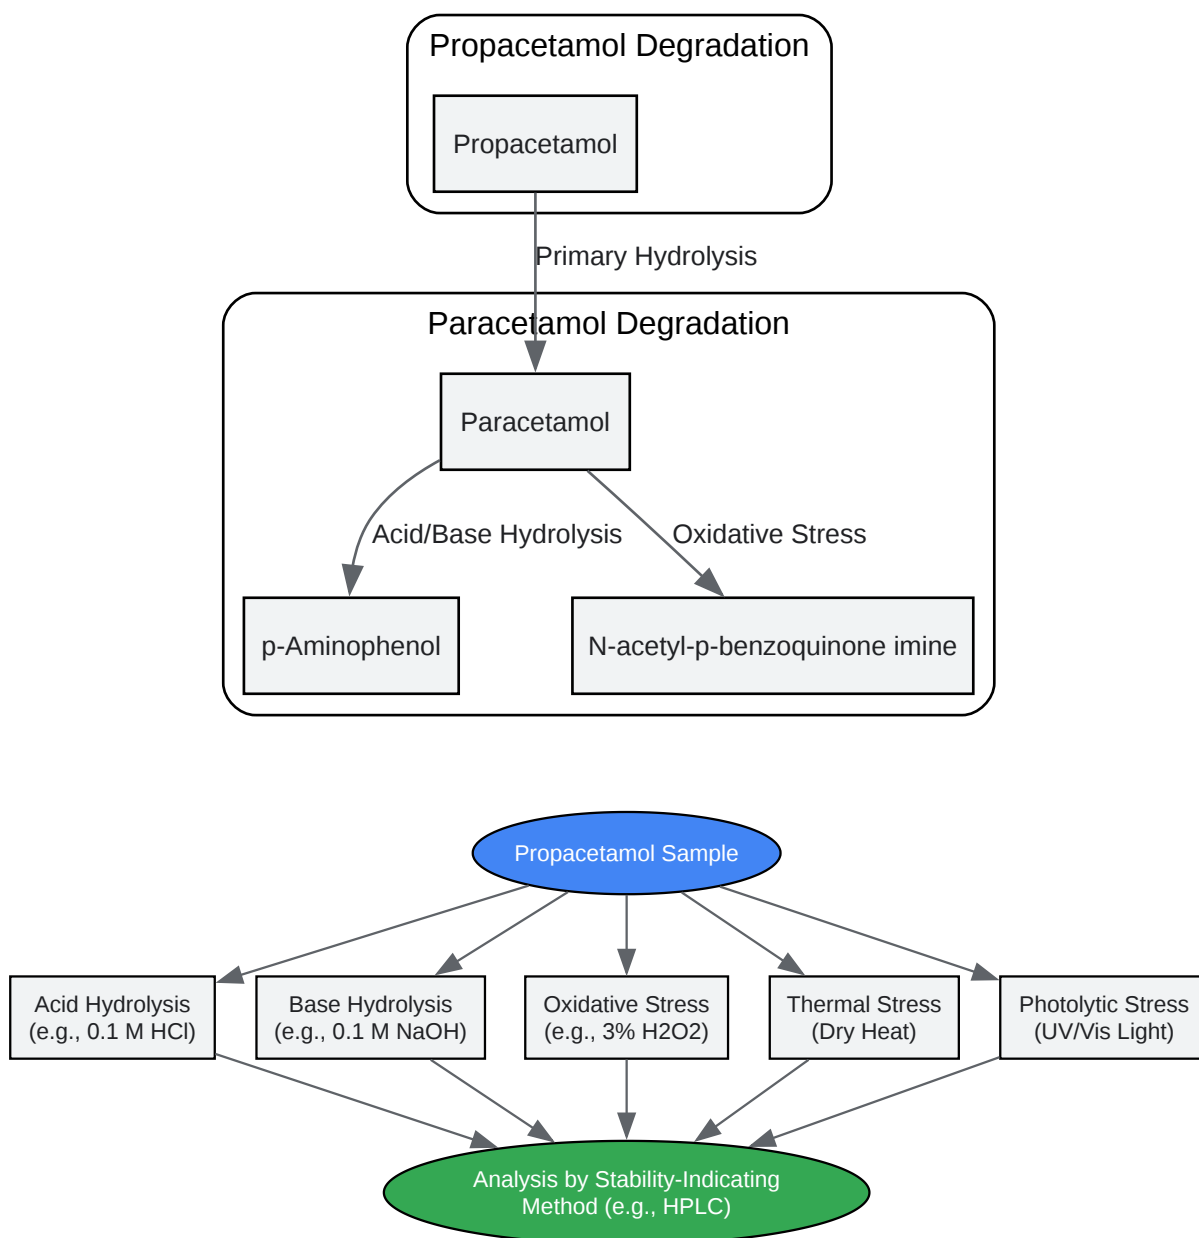 Propacetamol Degradation
Propacetamol
Primary Hydrolysis
Paracetamol Degradation
Paracetamol
Acid/Base Hydrolysis
Oxidative Stress
p-Aminophenol
N-acetyl-p-benzoquinone imine
Propacetamol Sample
Acid Hydrolysis
(e.g., 0.1 M HCl)
Base Hydrolysis
(e.g., 0.1 M NaOH)
Oxidative Stress
(e.g., 3% H2O2)
Thermal Stress
(Dry Heat)
Photolytic Stress
(UV/Vis Light)
Analysis by Stability-Indicating
Method (e.g., HPLC)